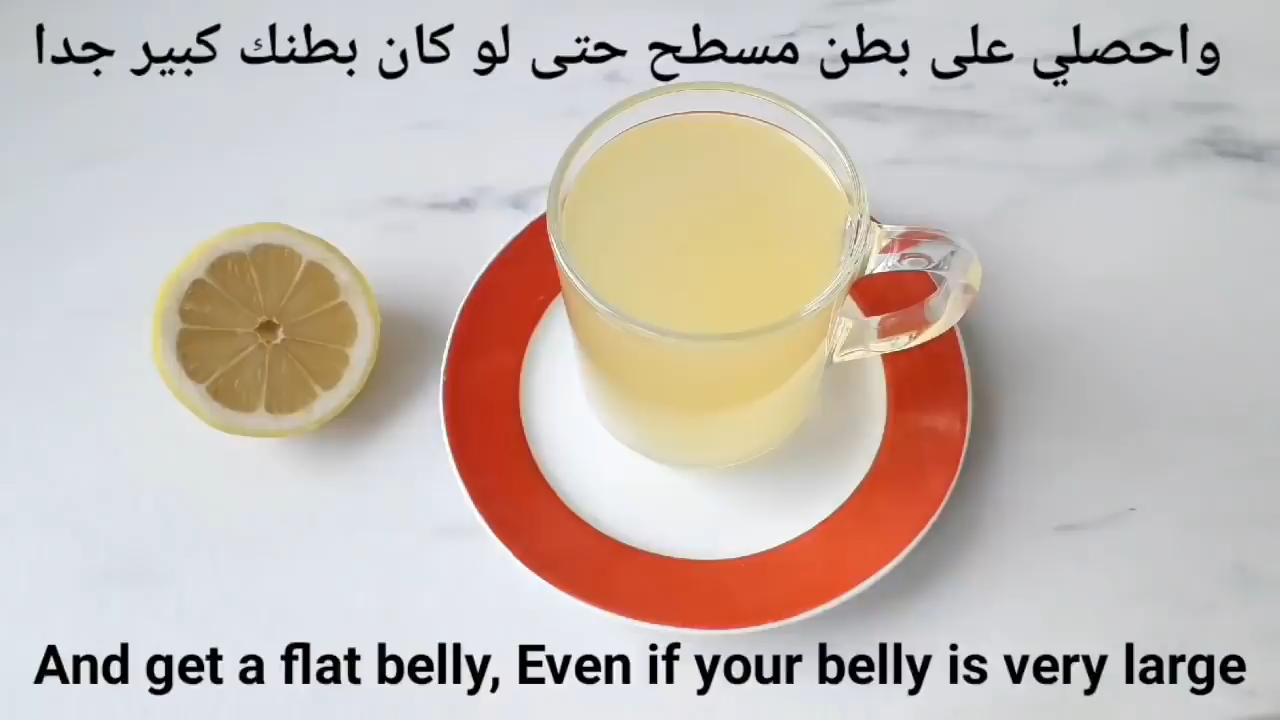 واحصلي على بطن مسطح حتى لو كان بطنك كبير جدا
And get a flat belly, Even if your belly is very large